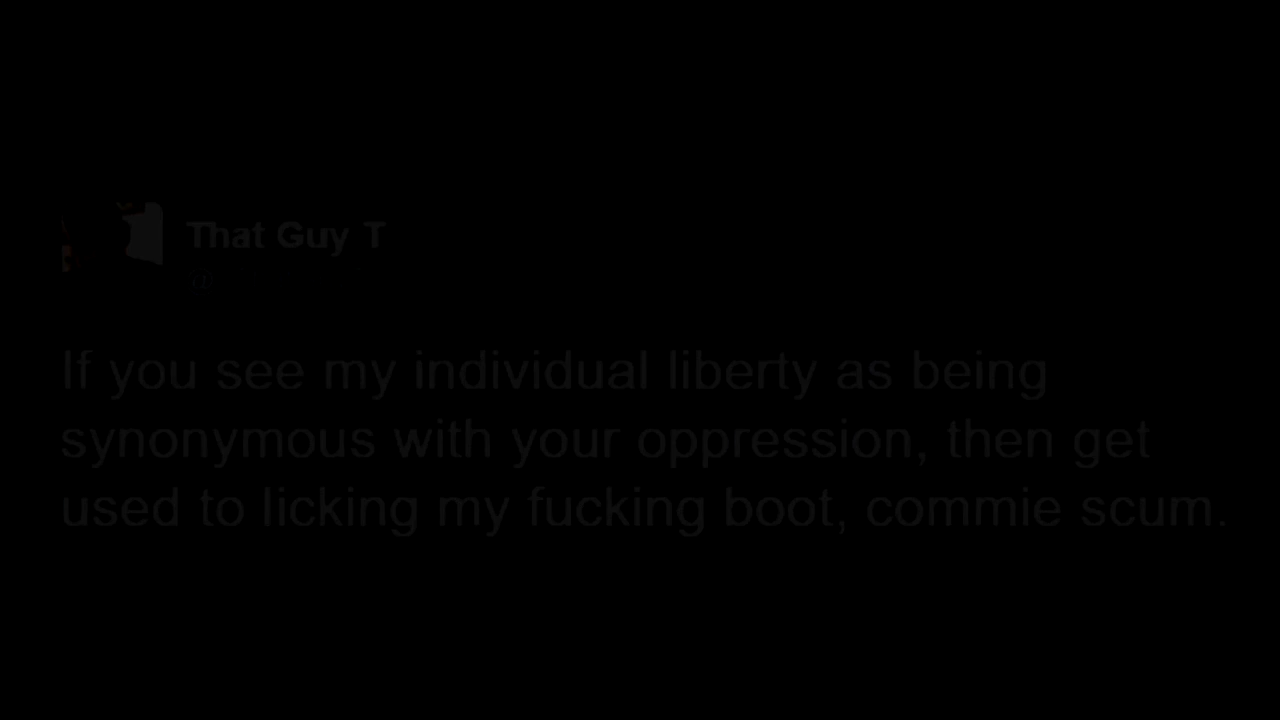 That Guy T
If you see my individual liberty as being
synonymous with your oppression, then get
used to licking my fucking boot, commie scum.